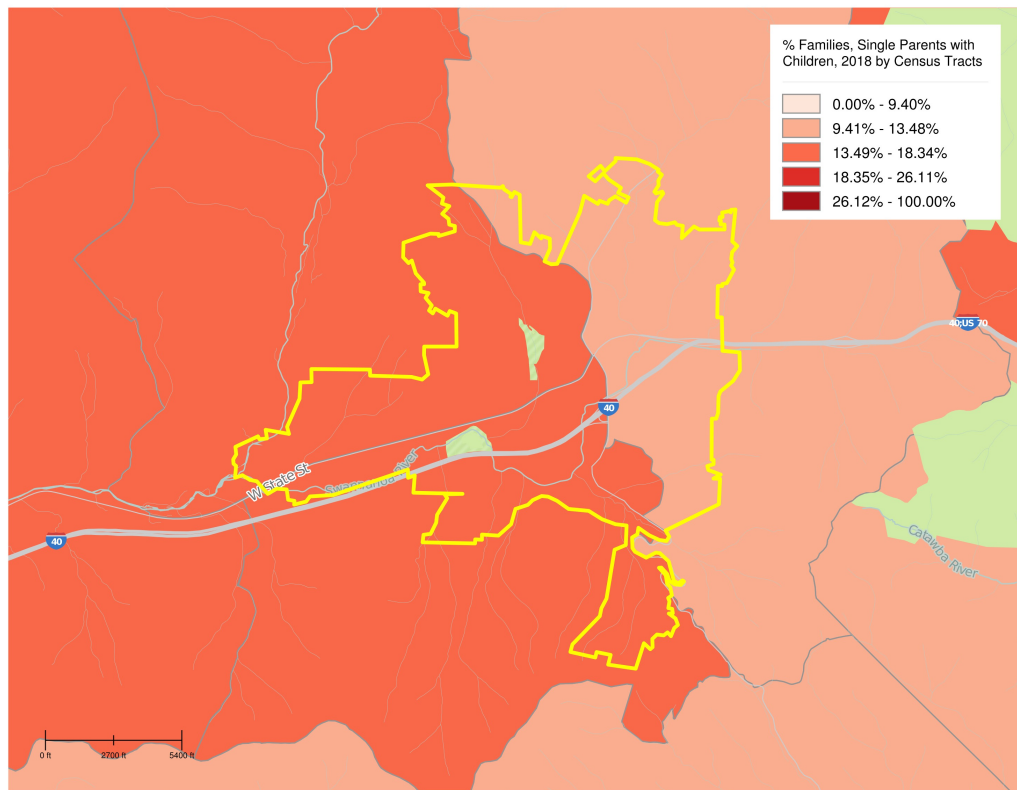 % Families, Single Parents with
Children, 2018 by Census Tracts
0.00% - 9.40%
9.41% - 13.48%
13.49% - 18.34%
18.35% - 26.11%
26.12% - 100.00%
40;US 70
40
W State St
Swannanoa River
40
Catawba River
0 ft
2700 ft
5400 ft